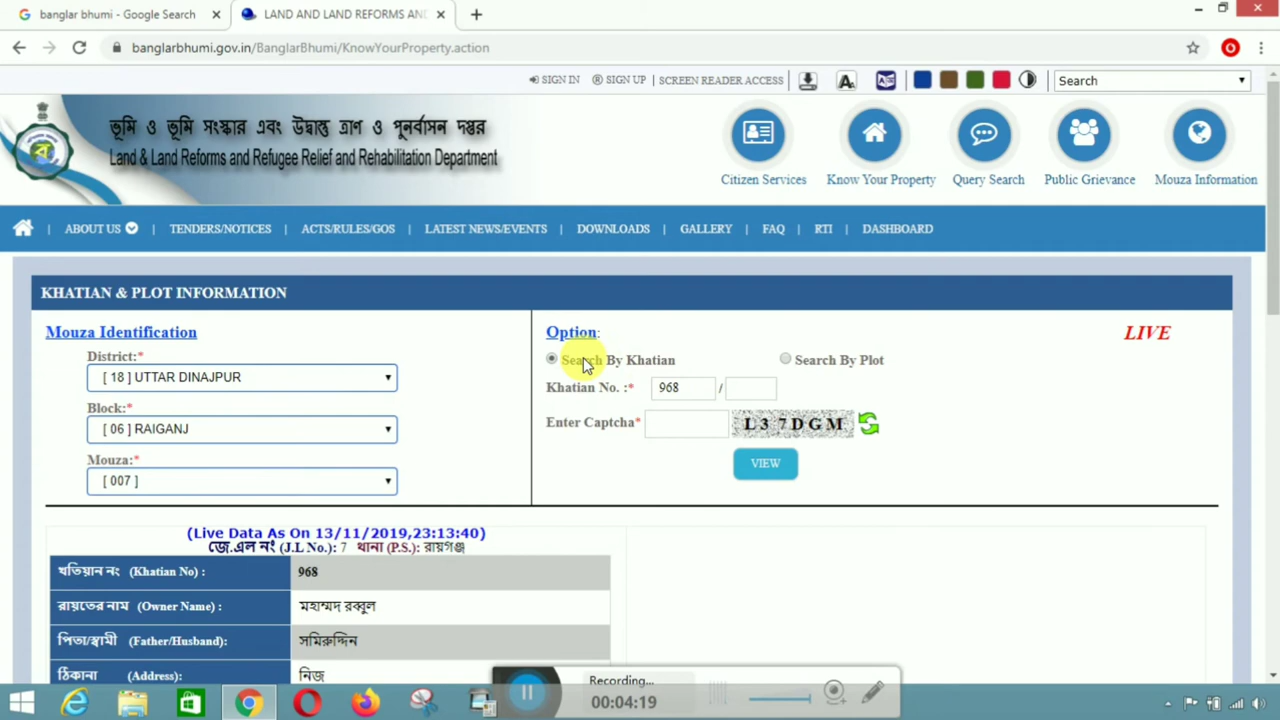 banglar bhumi - Google Search
LAND AND LAND REFORMS AN
banglarbhumi.gov.in/BanglarBhumi/KnowYourProperty.action
SIGN IN SIGN UP | SCREEN READER ACCESS Search
ভূমি ও ভূমি সংস্কার এবং উদ্বাস্তু ত্রাণ ও পূনর্বাসন দপ্তর
Land & Land Reforms and Refugee Relief and Rehabilitation Department
Citizen Services Know Your Property Query Search Public Grievance Mouza Information
| ABOUT US | TENDERS/NOTICES | ACTS/RULES/GOS | LATEST NEWS/EVENTS | DOWNLOADS | GALLERY | FAQ | RTI | DASHBOARD
KHATIAN & PLOT INFORMATION
Mouza Identification
District:*
[ 18 ] UTTAR DINAJPUR
Block:*
[ 06 ] RAIGANJ
Mouza:*
[ 007 ]
Option:
LIVE
Search By Khatian Search By Plot
Khatian No. :* 968 /
Enter Captcha* L 3 7 D G M
VIEW
(Live Data As On 13/11/2019,23:13:40)
জে.এল নং (J.L No.): 7 থানা (P.S.): রায়গঞ্জ
খতিয়ান নং (Khatian No) : 968
রায়তের নাম (Owner Name) : মহাম্মদ রব্বুল
পিতা/স্বামী (Father/Husband): সমিরুদ্দিন
ঠিকানা (Address): নিজ
Recording...
00:04:19